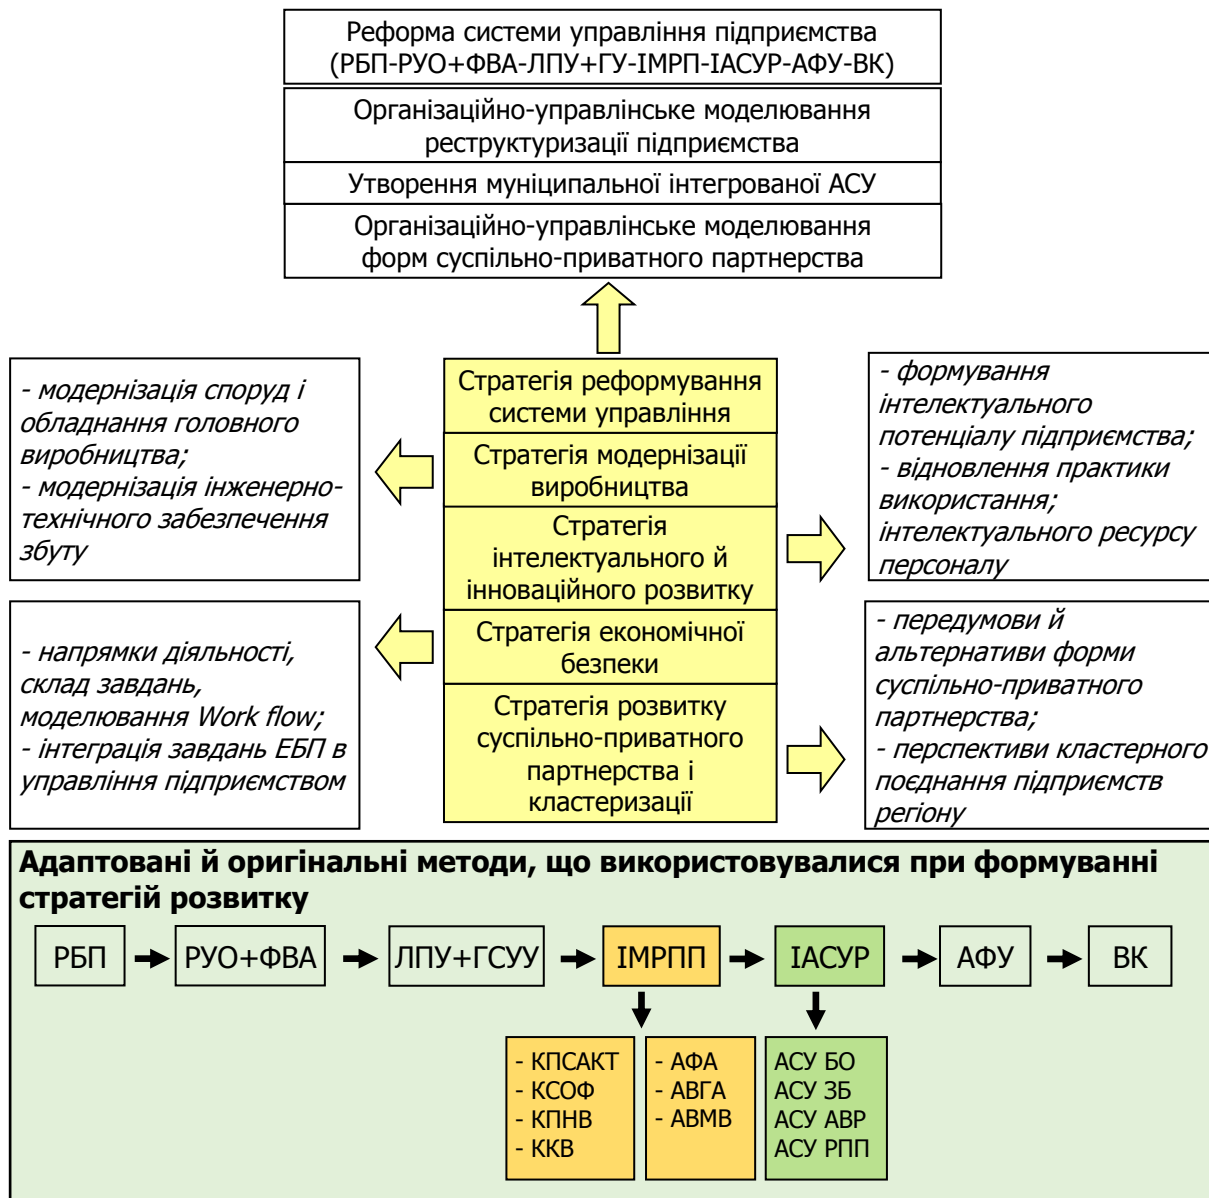 Реформа системи управління підприємства
(РБП-РУО+ФВА-ЛПУ+ГУ-ІМРП-ІАСУР-АФУ-ВК)
Організаційно-управлінське моделювання
реструктуризації підприємства
Утворення муніципальної інтегрованої АСУ
Організаційно-управлінське моделювання
форм суспільно-приватного партнерства
- модернізація споруд і
обладнання головного
виробництва;
- модернізація інженерно-
технічного забезпечення
збуту
- напрямки діяльності,
склад завдань,
моделювання Work flow;
- інтеграція завдань ЕБП в
управління підприємством
Стратегія реформування
системи управління
Стратегія модернізації
виробництва
Стратегія
інтелектуального й
інноваційного розвитку
Стратегія економічної
безпеки
Стратегія розвитку
суспільно-приватного
партнерства і
кластеризації
- формування
інтелектуального
потенціалу підприємства;
- відновлення практики
використання;
інтелектуального ресурсу
персоналу
- передумови й
альтернативи форми
суспільно-приватного
партнерства;
- перспективи кластерного
поєднання підприємств
регіону
Адаптовані й оригінальні методи, що використовувалися при формуванні
стратегій розвитку
РБП
РУО+ФВА
ЛПУ+ГСУУ
ІМРПП
ІАСУР
АФУ
ВК
- КПСАКТ
- КСОФ
- КПНВ
- ККВ
- АФА
- АВГА
- АВМВ
АСУ БО
АСУ ЗБ
АСУ АВР
АСУ РПП